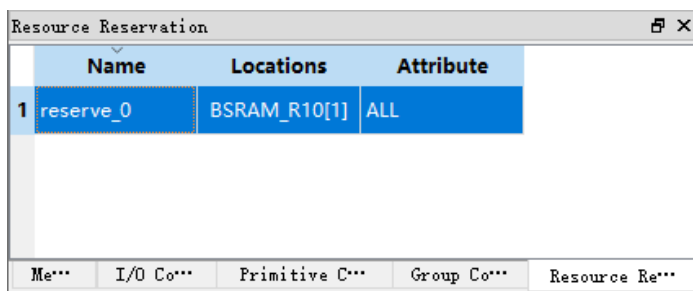 Resource Reservation
Name Locations Attribute
1 reserve_0 BSRAM_R10[1] ALL
Me··· I/O Co··· Primitive C··· Group Co··· Resource Re···